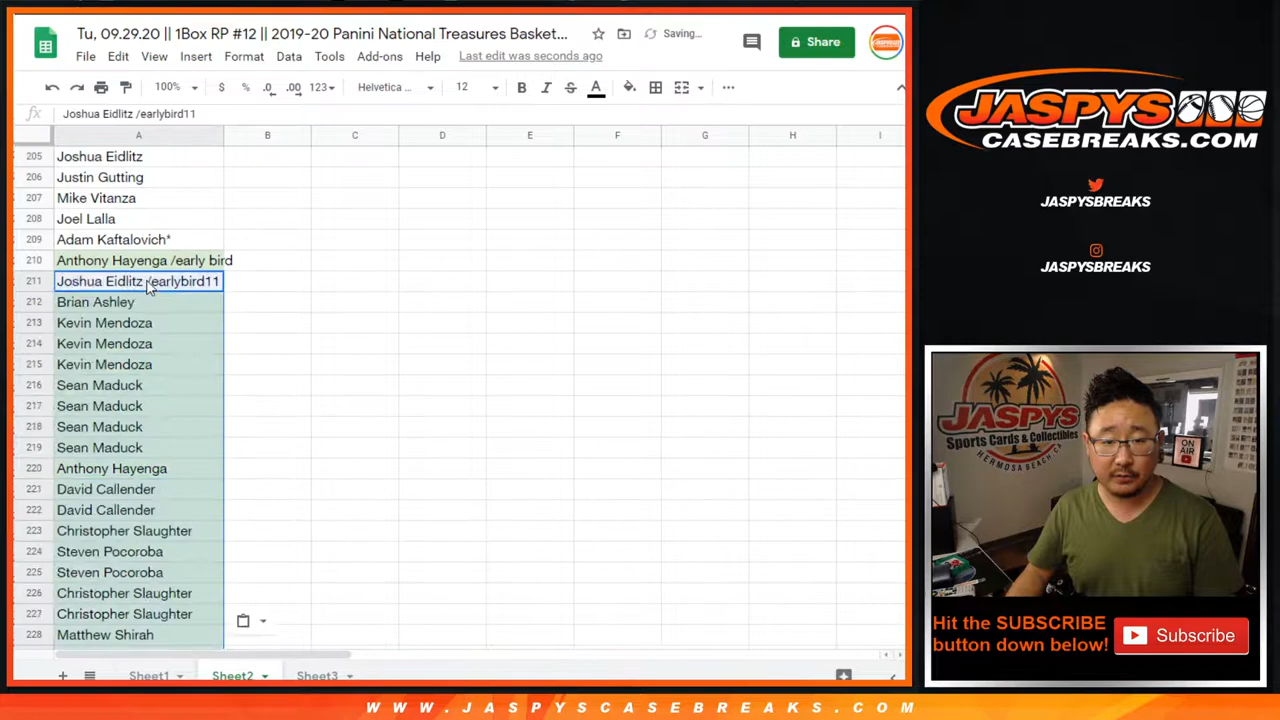 Tu, 09.29.20 || 1Box RP #12 || 2019-20 Panini National Treasures Basket...
Saving...
Share
File Edit View Insert Format Data Tools Add-ons Help Last edit was seconds ago
100% $ % .0 .00 123 Helvetica ... 12 B I S A
fx Joshua Eidlitz /earlybird11
A B C D E F G H I
205 Joshua Eidlitz
206 Justin Gutting
207 Mike Vitanza
208 Joel Lalla
209 Adam Kaftalovich*
210 Anthony Hayenga /early bird
211 Joshua Eidlitz /earlybird11
212 Brian Ashley
213 Kevin Mendoza
214 Kevin Mendoza
215 Kevin Mendoza
216 Sean Maduck
217 Sean Maduck
218 Sean Maduck
219 Sean Maduck
220 Anthony Hayenga
221 David Callender
222 David Callender
223 Christopher Slaughter
224 Steven Pocoroba
225 Steven Pocoroba
226 Christopher Slaughter
227 Christopher Slaughter
228 Matthew Shirah
Sheet1 Sheet2 Sheet3
JASPYS
CASEBREAKS.COM
JASPYSBREAKS
JASPYSBREAKS
JASPYS
Sports Cards & Collectibles
HERMOSA BEACH, CA
ON AIR
Hit the SUBSCRIBE
button down below!
Subscribe
WWW.JASPYSCASEBREAKS.COM